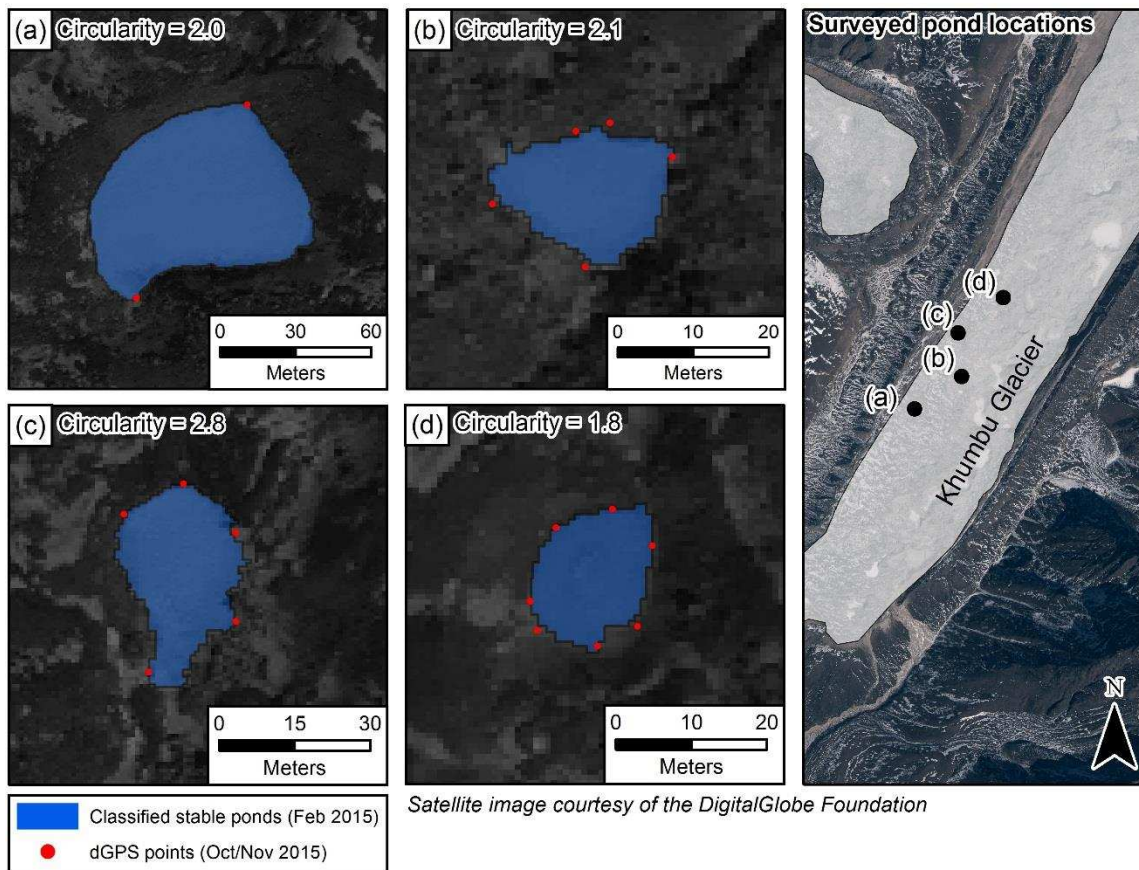 (a) Circularity = 2.0
0 30 60
Meters
(b) Circularity = 2.1
0 10 20
Meters
(c) Circularity = 2.8
0 15 30
Meters
(d) Circularity = 1.8
0 10 20
Meters
Surveyed pond locations
(d)
(c)
(b)
(a)
Khumbu Glacier
N
Classified stable ponds (Feb 2015)
dGPS points (Oct/Nov 2015)
Satellite image courtesy of the DigitalGlobe Foundation